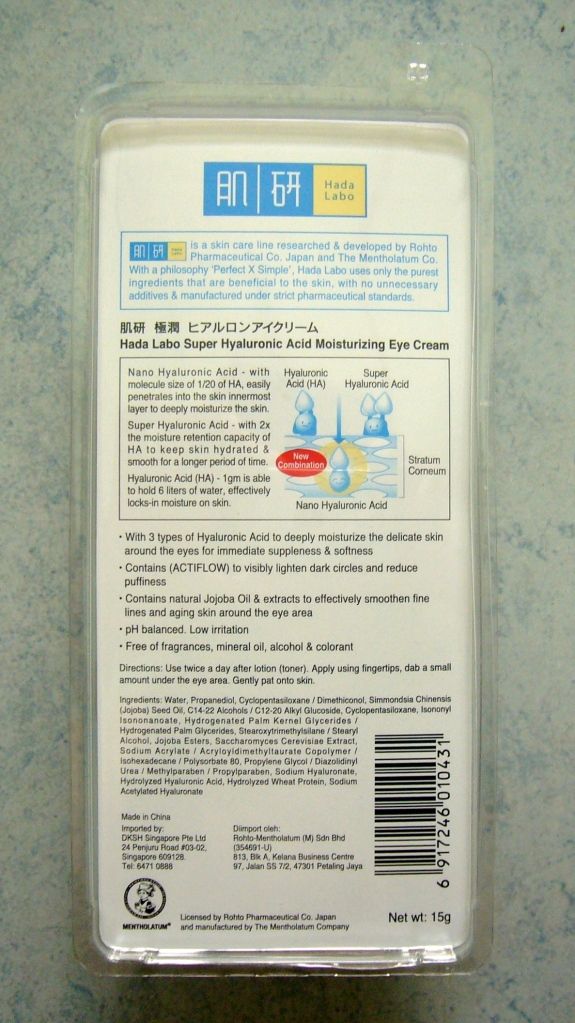 肌研 Hada
Labo
肌研 Hada Labo is a skin care line researched & developed by Rohto
Pharmaceutical Co. Japan and The Mentholatum Co.
With a philosophy 'Perfect X Simple', Hada Labo uses only the purest
ingredients that are beneficial to the skin, with no unnecessary
additives & manufactured under strict pharmaceutical standards.
肌研 極潤 ヒアルロンアイクリーム
Hada Labo Super Hyaluronic Acid Moisturizing Eye Cream
Nano Hyaluronic Acid - with
molecule size of 1/20 of HA, easily
penetrates into the skin innermost
layer to deeply moisturize the skin.
Super Hyaluronic Acid - with 2x
the moisture retention capacity of
HA to keep skin hydrated &
smooth for a longer period of time.
Hyaluronic Acid (HA) - 1gm is able
to hold 6 liters of water, effectively
locks-in moisture on skin.
Hyaluronic
Acid (HA)
Super
Hyaluronic Acid
New
Combination
Stratum
Corneum
Nano Hyaluronic Acid
• With 3 types of Hyaluronic Acid to deeply moisturize the delicate skin
around the eyes for immediate suppleness & softness
• Contains (ACTIFLOW) to visibly lighten dark circles and reduce
puffiness
• Contains natural Jojoba Oil & extracts to effectively smoothen fine
lines and aging skin around the eye area
• pH balanced. Low irritation
• Free of fragrances, mineral oil, alcohol & colorant
Directions: Use twice a day after lotion (toner). Apply using fingertips, dab a small
amount under the eye area. Gently pat onto skin.
Ingredients: Water, Propanediol, Cyclopentasiloxane / Dimethiconol, Simmondsia Chinensis
(Jojoba) Seed Oil, C14-22 Alcohols / C12-20 Alkyl Glucoside, Cyclopentasiloxane, Isononyl
Isononanoate, Hydrogenated Palm Kernel Glycerides /
Hydrogenated Palm Glycerides, Stearoxytrimethylsilane / Stearyl
Alcohol, Jojoba Esters, Saccharomyces Cerevisiae Extract,
Sodium Acrylate / Acryloyldimethyltaurate Copolymer /
Isohexadecane / Polysorbate 80, Propylene Glycol / Diazolidinyl
Urea / Methylparaben / Propylparaben, Sodium Hyaluronate,
Hydrolyzed Hyaluronic Acid, Hydrolyzed Wheat Protein, Sodium
Acetylated Hyaluronate
6 917246 010431
Made in China
Imported by:
DKSH Singapore Pte Ltd
24 Penjuru Road #03-02,
Singapore 609128.
Tel: 6471 0888
Diimport oleh:
Rohto-Mentholatum (M) Sdn Bhd
(354691-U)
813, Blk A, Kelana Business Centre
97, Jalan SS 7/2, 47301 Petaling Jaya
MENTHOLATUM®
Licensed by Rohto Pharmaceutical Co. Japan
and manufactured by The Mentholatum Company
Net wt: 15g